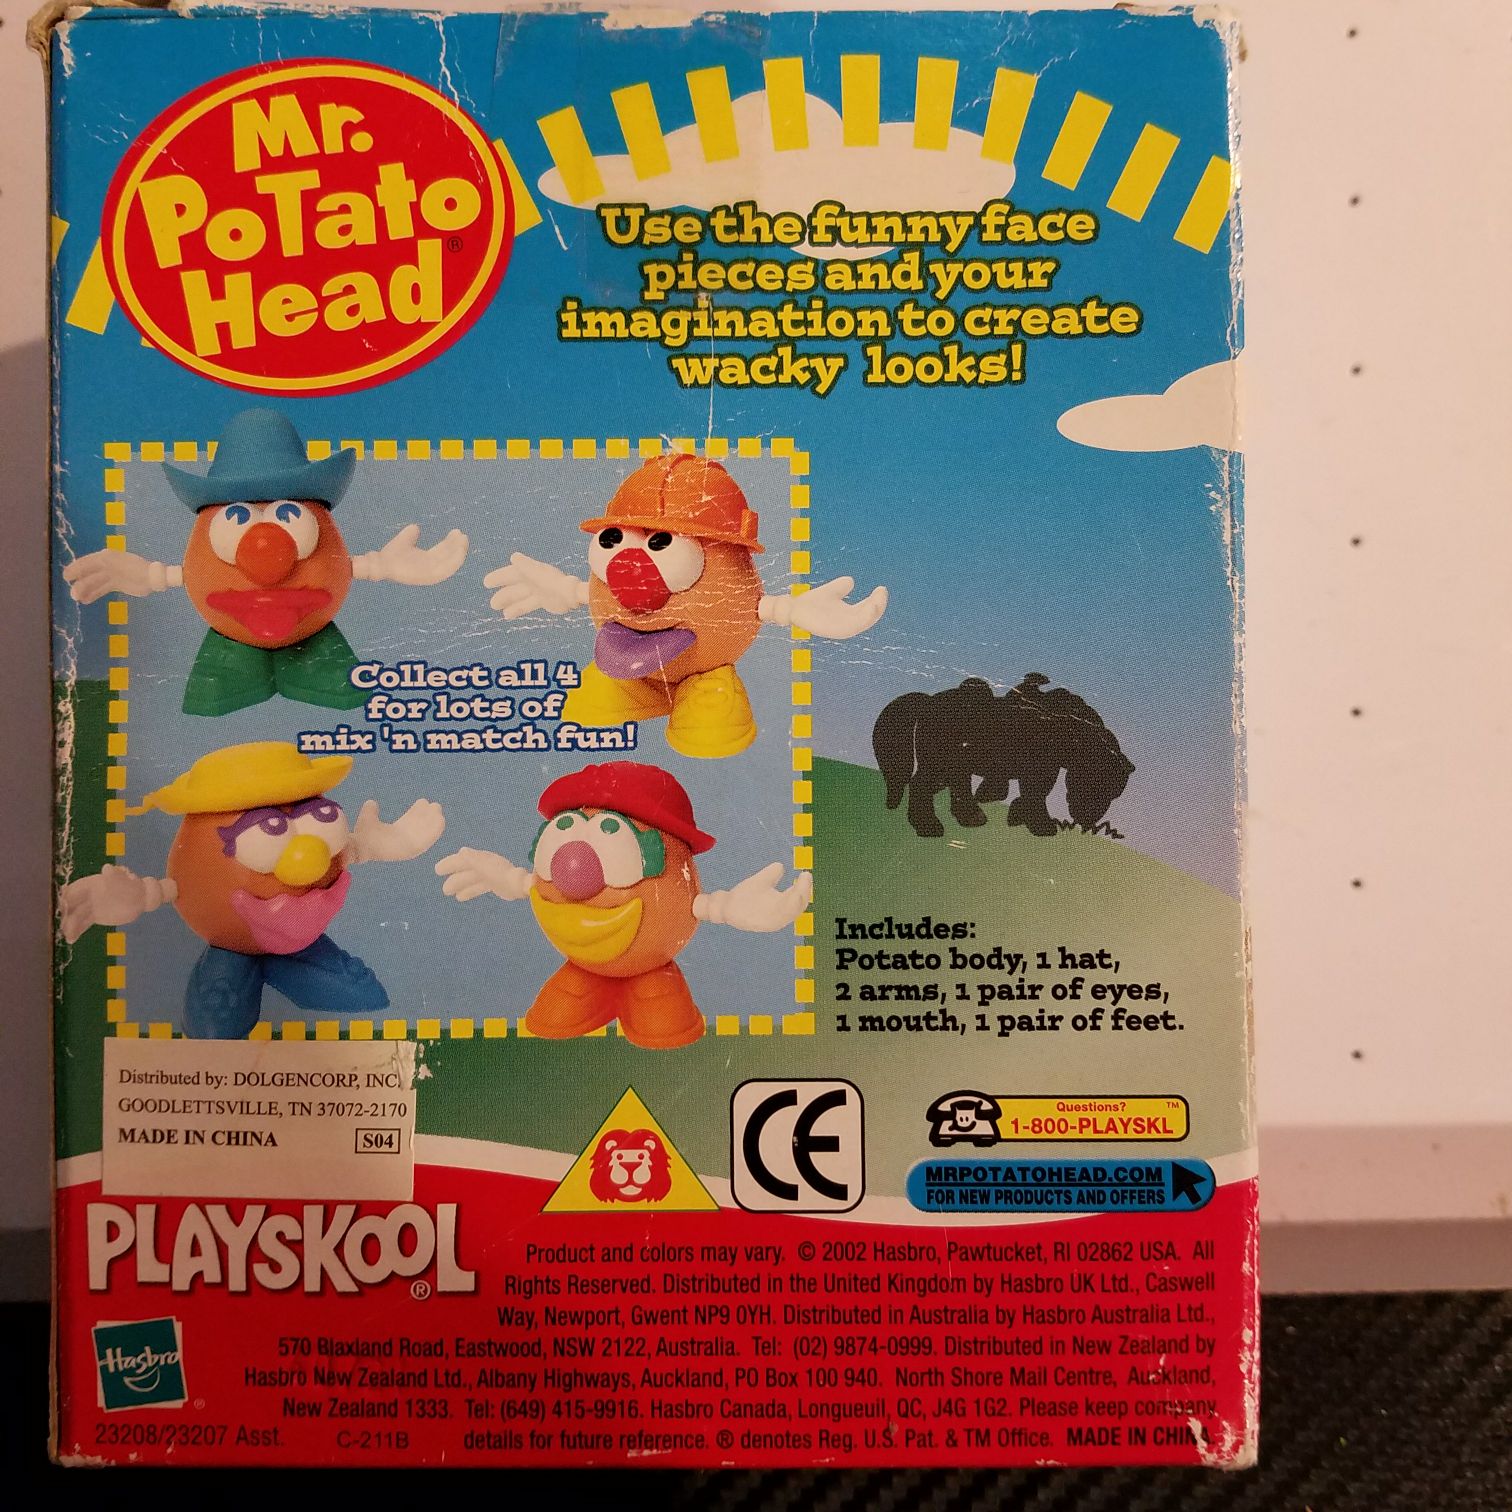 Mr.
PoTato
Head®
Use the funny face
pieces and your
imagination to create
wacky looks!
Collect all 4
for lots of
mix 'n match fun!
Includes:
Potato body, 1 hat,
2 arms, 1 pair of eyes,
1 mouth, 1 pair of feet.
Distributed by: DOLGENCORP, INC.
GOODLETTSVILLE, TN 37072-2170
MADE IN CHINA S04
CE
Questions? ™
1-800-PLAYSKL
MRPOTATOHEAD.COM
FOR NEW PRODUCTS AND OFFERS
PLAYSKOOL®
Hasbro®
23208/23207 Asst. C-211B
Product and colors may vary. © 2002 Hasbro, Pawtucket, RI 02862 USA. All
Rights Reserved. Distributed in the United Kingdom by Hasbro UK Ltd., Caswell
Way, Newport, Gwent NP9 0YH. Distributed in Australia by Hasbro Australia Ltd.,
570 Blaxland Road, Eastwood, NSW 2122, Australia. Tel: (02) 9874-0999. Distributed in New Zealand by
Hasbro New Zealand Ltd., Albany Highways, Auckland, PO Box 100 940. North Shore Mail Centre, Auckland,
New Zealand 1333. Tel: (649) 415-9916. Hasbro Canada, Longueuil, QC, J4G 1G2. Please keep company
details for future reference. ® denotes Reg. U.S. Pat. & TM Office. MADE IN CHINA